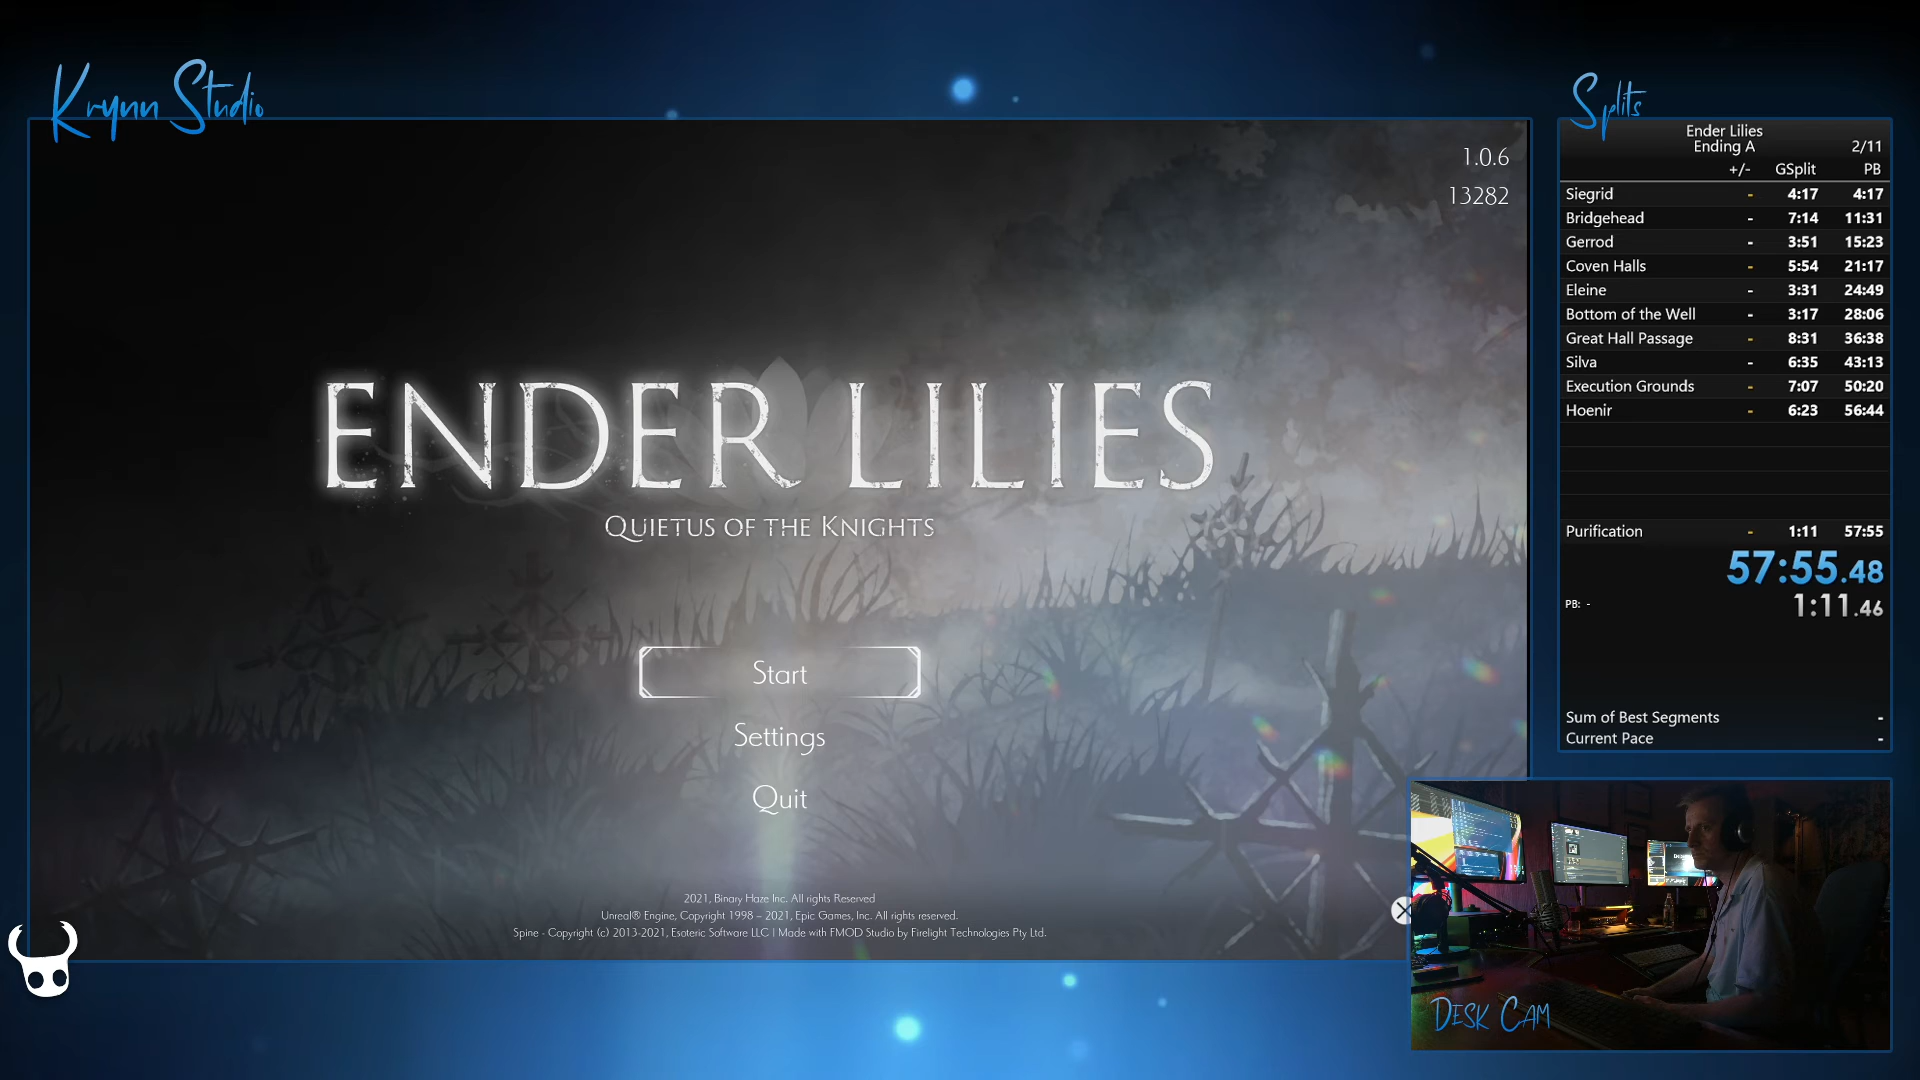 Krynn Studio
Splits
1.0.6
13282
ENDER LILIES
QUIETUS OF THE KNIGHTS
Start
Settings
Quit
2021, Binary Haze Inc. All rights Reserved
Unreal® Engine, Copyright 1998 – 2021, Epic Games, Inc. All rights reserved.
Spine - Copyright (c) 2013-2021, Esoteric Software LLC | Made with FMOD Studio by Firelight Technologies Pty Ltd.
Ender Lilies
Ending A 2/11
+/- GSplit PB
Siegrid - 4:17 4:17
Bridgehead - 7:14 11:31
Gerrod - 3:51 15:23
Coven Halls - 5:54 21:17
Eleine - 3:31 24:49
Bottom of the Well - 3:17 28:06
Great Hall Passage - 8:31 36:38
Silva - 6:35 43:13
Execution Grounds - 7:07 50:20
Hoenir - 6:23 56:44
Purification - 1:11 57:55
57:55.48
PB: - 1:11.46
Sum of Best Segments -
Current Pace -
DESK CAM